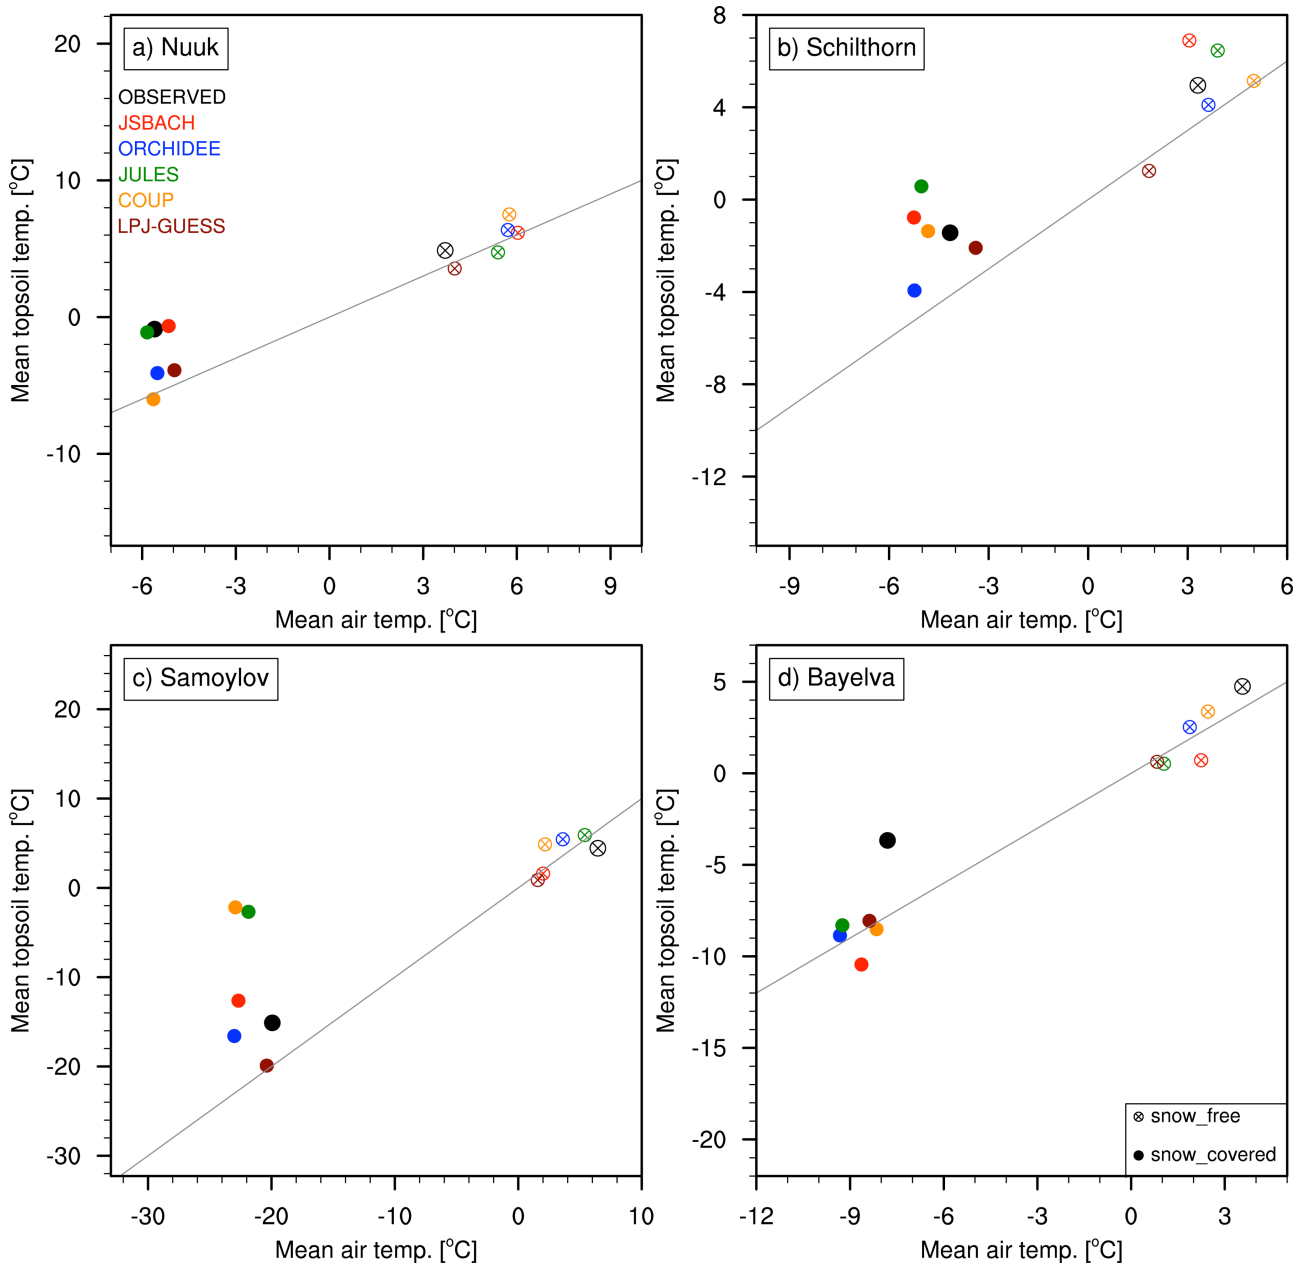 a) Nuuk
OBSERVED
JSBACH
ORCHIDEE
JULES
COUP
LPJ-GUESS
20
10
0
-10
Mean topsoil temp. [°C]
-6 -3 0 3 6 9
Mean air temp. [°C]
b) Schilthorn
8
4
0
-4
-8
-12
Mean topsoil temp. [°C]
-9 -6 -3 0 3 6
Mean air temp. [°C]
c) Samoylov
20
10
0
-10
-20
-30
Mean topsoil temp. [°C]
-30 -20 -10 0 10
Mean air temp. [°C]
d) Bayelva
5
0
-5
-10
-15
-20
Mean topsoil temp. [°C]
snow_free
snow_covered
-12 -9 -6 -3 0 3
Mean air temp. [°C]